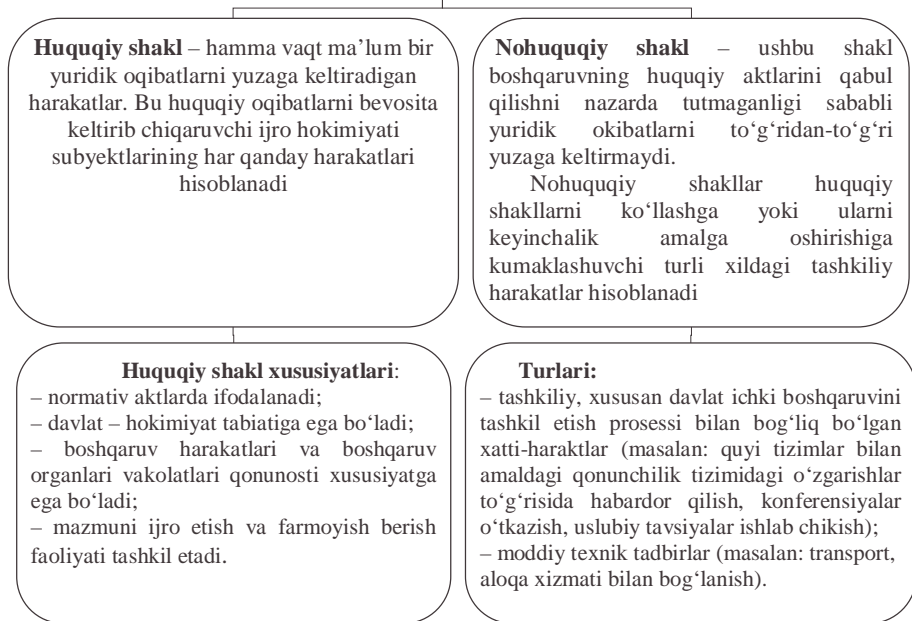 Huquqiy shakl – hamma vaqt ma’lum bir
yuridik oqibatlarni yuzaga keltiradigan
harakatlar. Bu huquqiy oqibatlarni bevosita
keltirib chiqaruvchi ijro hokimiyati
subyektlarining har qanday harakatlari
hisoblanadi
Nohuquqiy shakl – ushbu shakl
boshqaruvning huquqiy aktlarini qabul
qilishni nazarda tutmaganligi sababli
yuridik okibatlarni to‘g‘ridan-to‘g‘ri
yuzaga keltirmaydi.
Nohuquqiy shakllar huquqiy
shakllarni ko‘llashga yoki ularni
keyinchalik amalga oshirishiga
kumaklashuvchi turli xildagi tashkiliy
harakatlar hisoblanadi
Huquqiy shakl xususiyatlari:
– normativ aktlarda ifodalanadi;
– davlat – hokimiyat tabiatiga ega bo‘ladi;
– boshqaruv harakatlari va boshqaruv
organlari vakolatlari qonunosti xususiyatga
ega bo‘ladi;
– mazmuni ijro etish va farmoyish berish
faoliyati tashkil etadi.
Turlari:
– tashkiliy, xususan davlat ichki boshqaruvini
tashkil etish prosessi bilan bog‘liq bo‘lgan
xatti-haraktlar (masalan: quyi tizimlar bilan
amaldagi qonunchilik tizimidagi o‘zgarishlar
to‘g‘risida habardor qilish, konferensiyalar
o‘tkazish, uslubiy tavsiyalar ishlab chikish);
– moddiy texnik tadbirlar (masalan: transport,
aloqa xizmati bilan bog‘lanish).